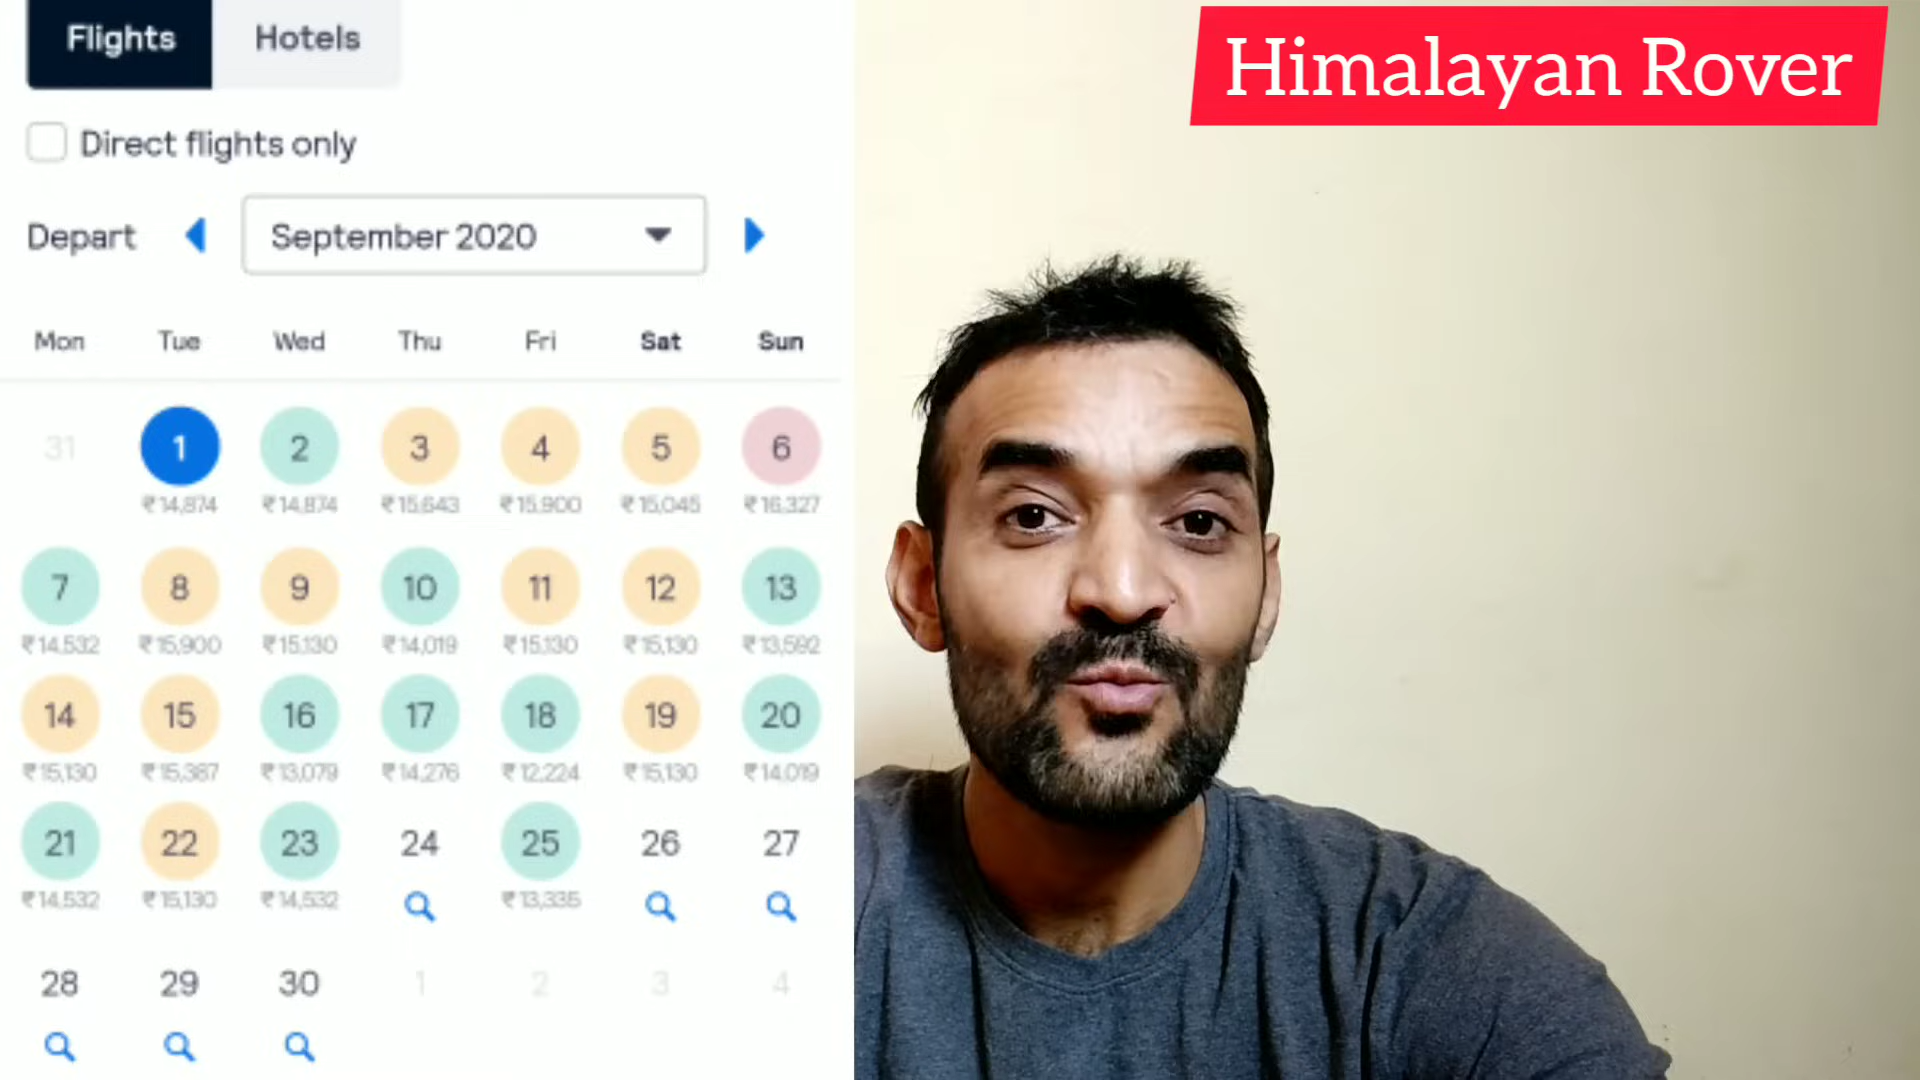 Flights Hotels
Himalayan Rover
Direct flights only
Depart September 2020
Mon Tue Wed Thu Fri Sat Sun
31 1 2 3 4 5 6
₹14,874 ₹14,874 ₹15,643 ₹15,900 ₹15,045 ₹16,327
7 8 9 10 11 12 13
₹14,532 ₹15,900 ₹15,130 ₹14,019 ₹15,130 ₹15,130 ₹13,592
14 15 16 17 18 19 20
₹15,130 ₹15,387 ₹13,079 ₹14,276 ₹12,224 ₹15,130 ₹14,019
21 22 23 24 25 26 27
₹14,532 ₹15,130 ₹14,532 ₹13,335
28 29 30 1 2 3 4